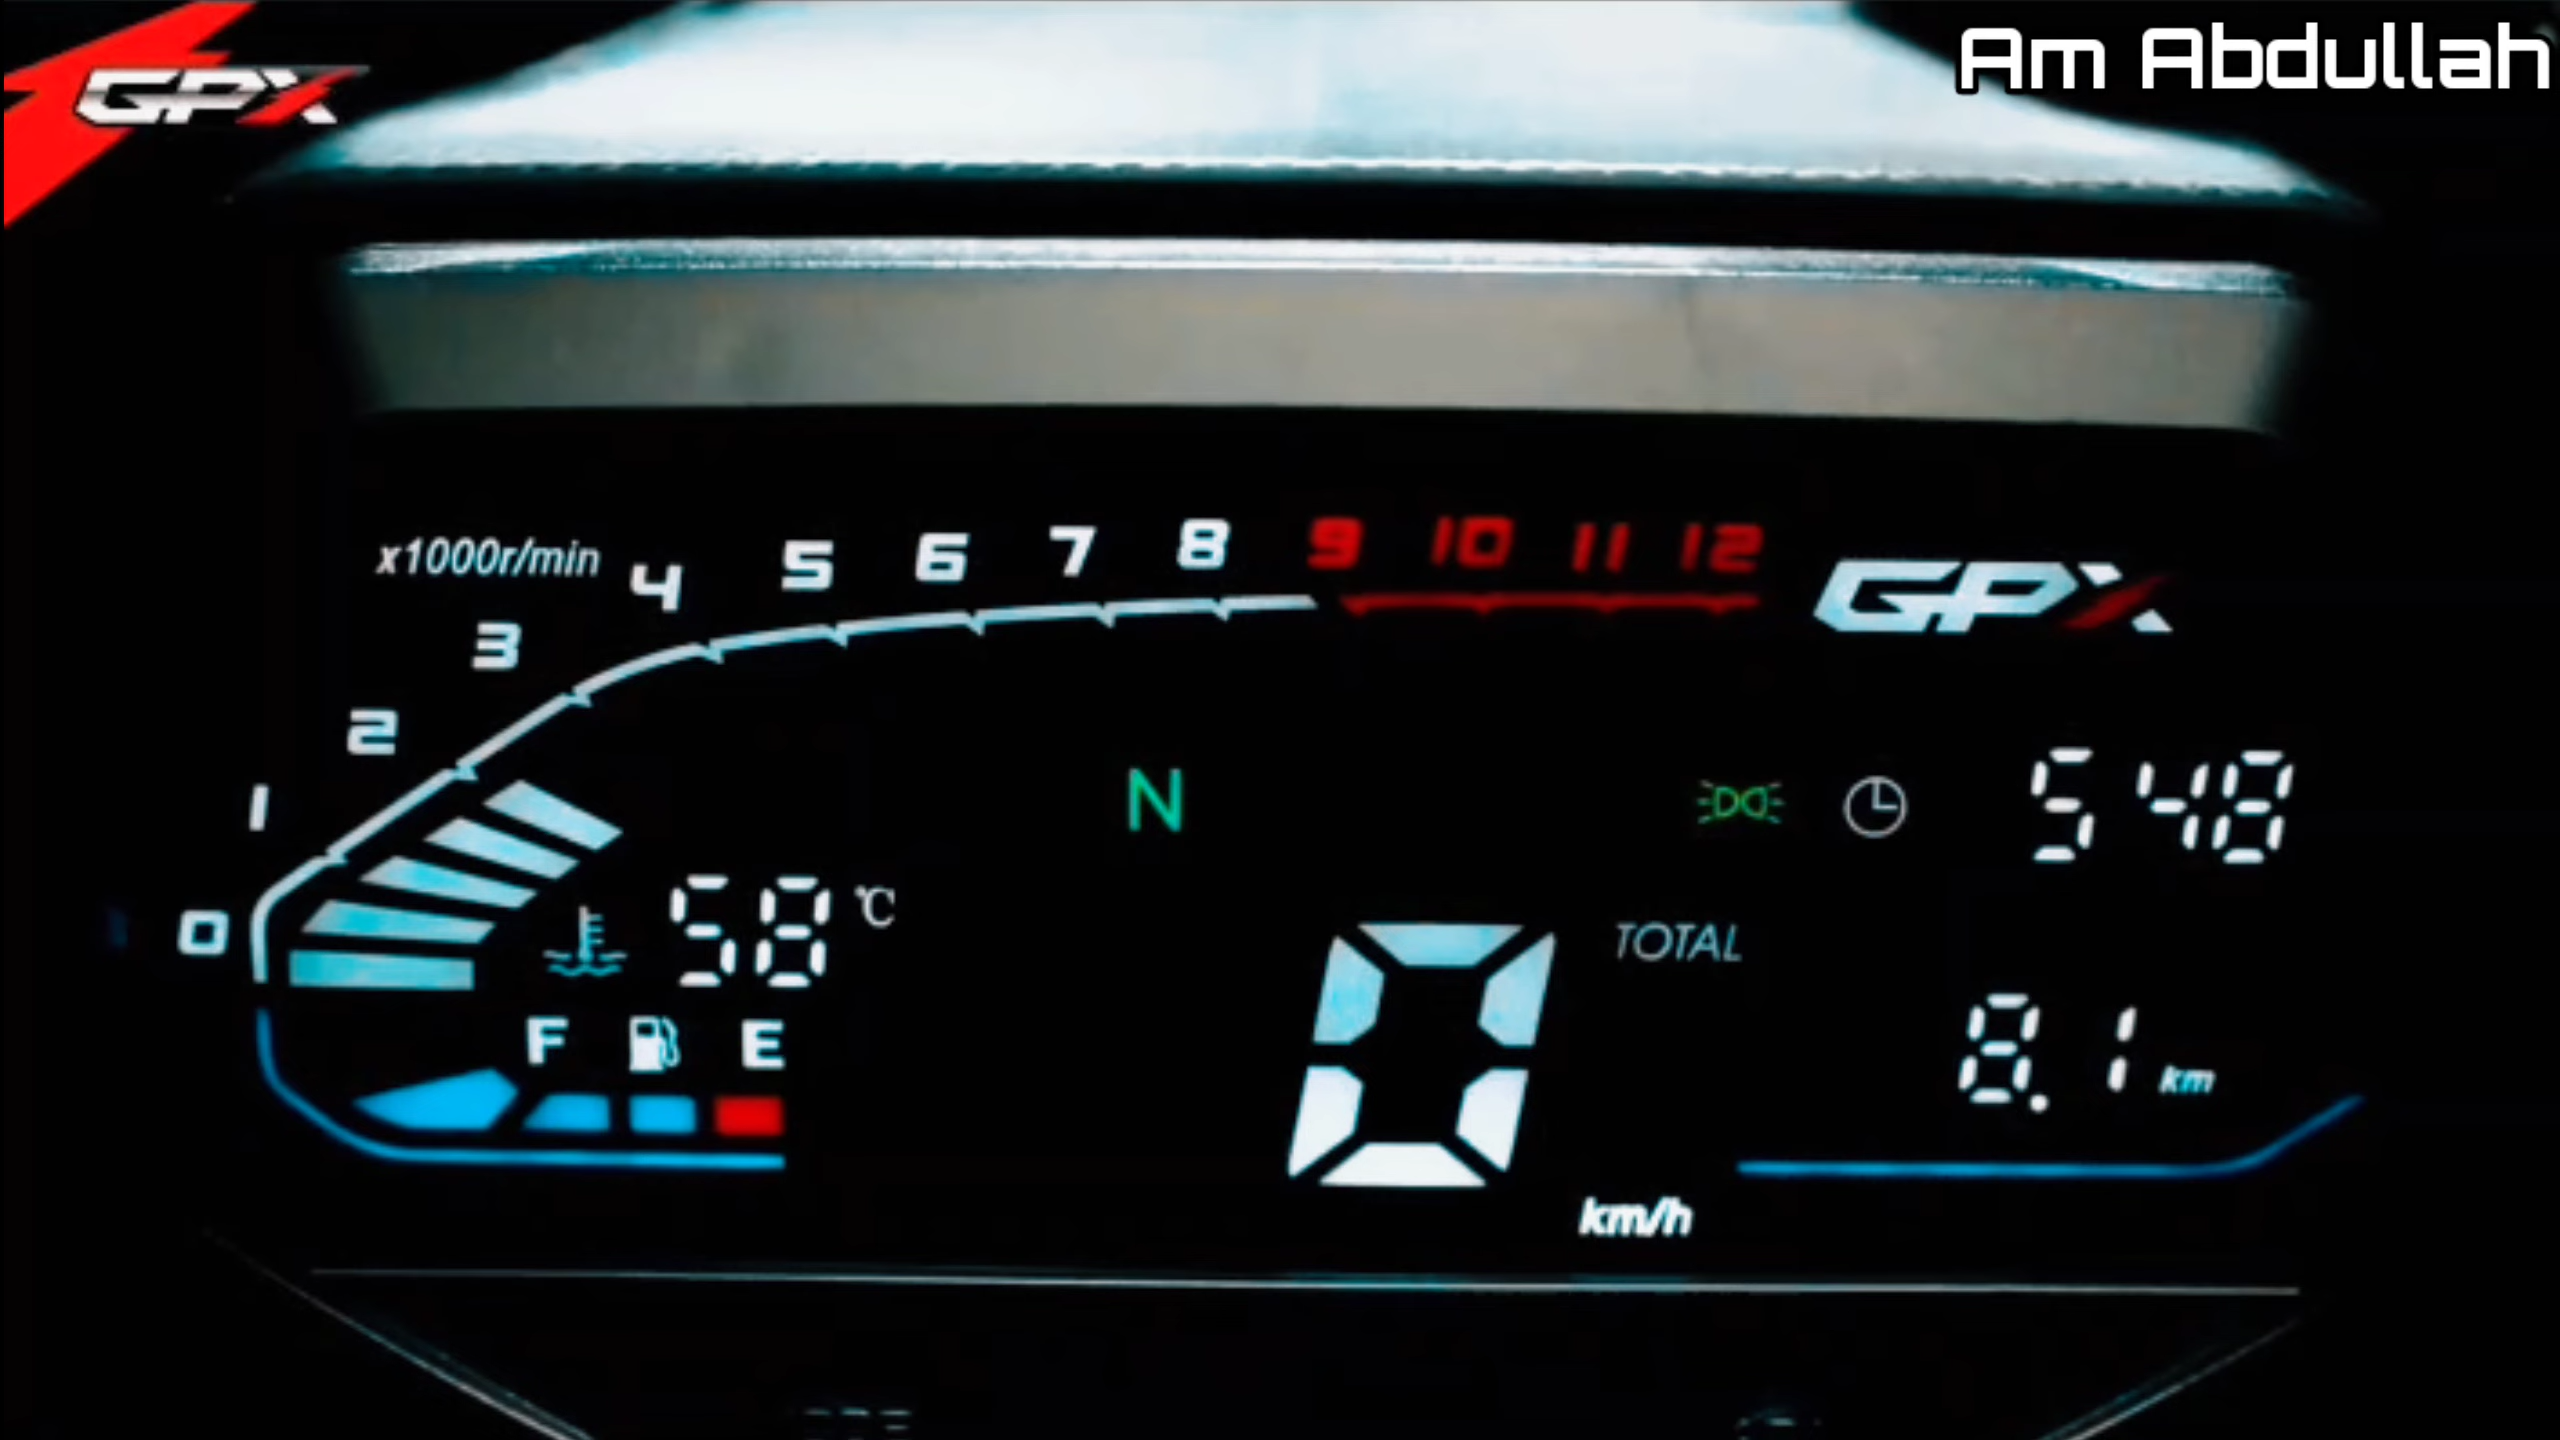 GPX
Am Abdullah
x1000r/min
0 1 2 3 4 5 6 7 8 9 10 11 12
GPX
N
5 48
58 °C
TOTAL
F E
0
8.1 km
km/h